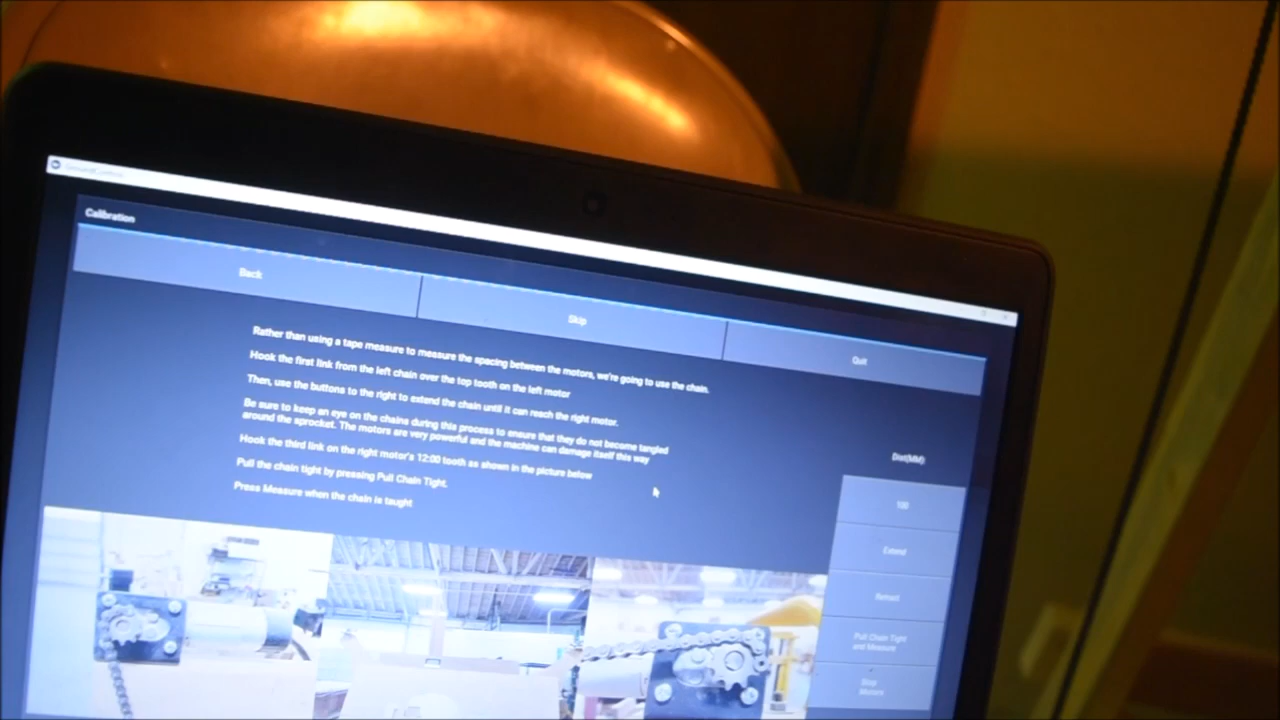 GroundControl
Calibration
Back
Skip
Quit
Rather than using a tape measure to measure the spacing between the motors, we're going to use the chain.
Hook the first link from the left chain over the top tooth on the left motor
Then, use the buttons to the right to extend the chain until it can reach the right motor.
Be sure to keep an eye on the chains during this process to ensure that they do not become tangled
around the sprocket. The motors are very powerful and the machine can damage itself this way
Hook the third link on the right motor's 12:00 tooth as shown in the picture below
Pull the chain tight by pressing Pull Chain Tight.
Press Measure when the chain is taught
Dist(MM)
100
Extend
Retract
Pull Chain Tight
and Measure
Stop
Motors